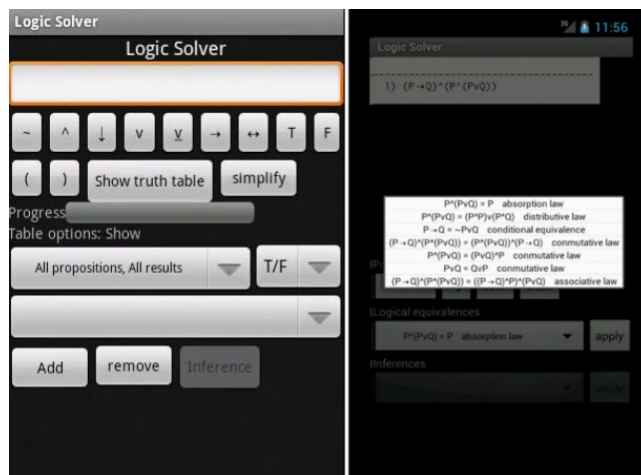 Logic Solver
Logic Solver
~ ^ ↓ v v̲ → ↔ T F
( ) Show truth table simplify
Progress
Table options: Show
All propositions, All results T/F
Add remove Inference
11:56
Logic Solver
1) (P→Q)^(P^(PvQ))
P^(PvQ) = P absorption law
P^(PvQ) = (P^P)v(P^Q) distributive law
P→Q = ~PvQ conditional equivalence
(P→Q)^(P^(PvQ)) = (P^(PvQ))^(P→Q) conmutative law
P^(PvQ) = (PvQ)^P conmutative law
PvQ = QvP conmutative law
(P→Q)^(P^(PvQ)) = ((P→Q)^P)^(PvQ) associative law
(Logical equivalences
P^(PvQ) = P absorption law apply
Inferences
apply